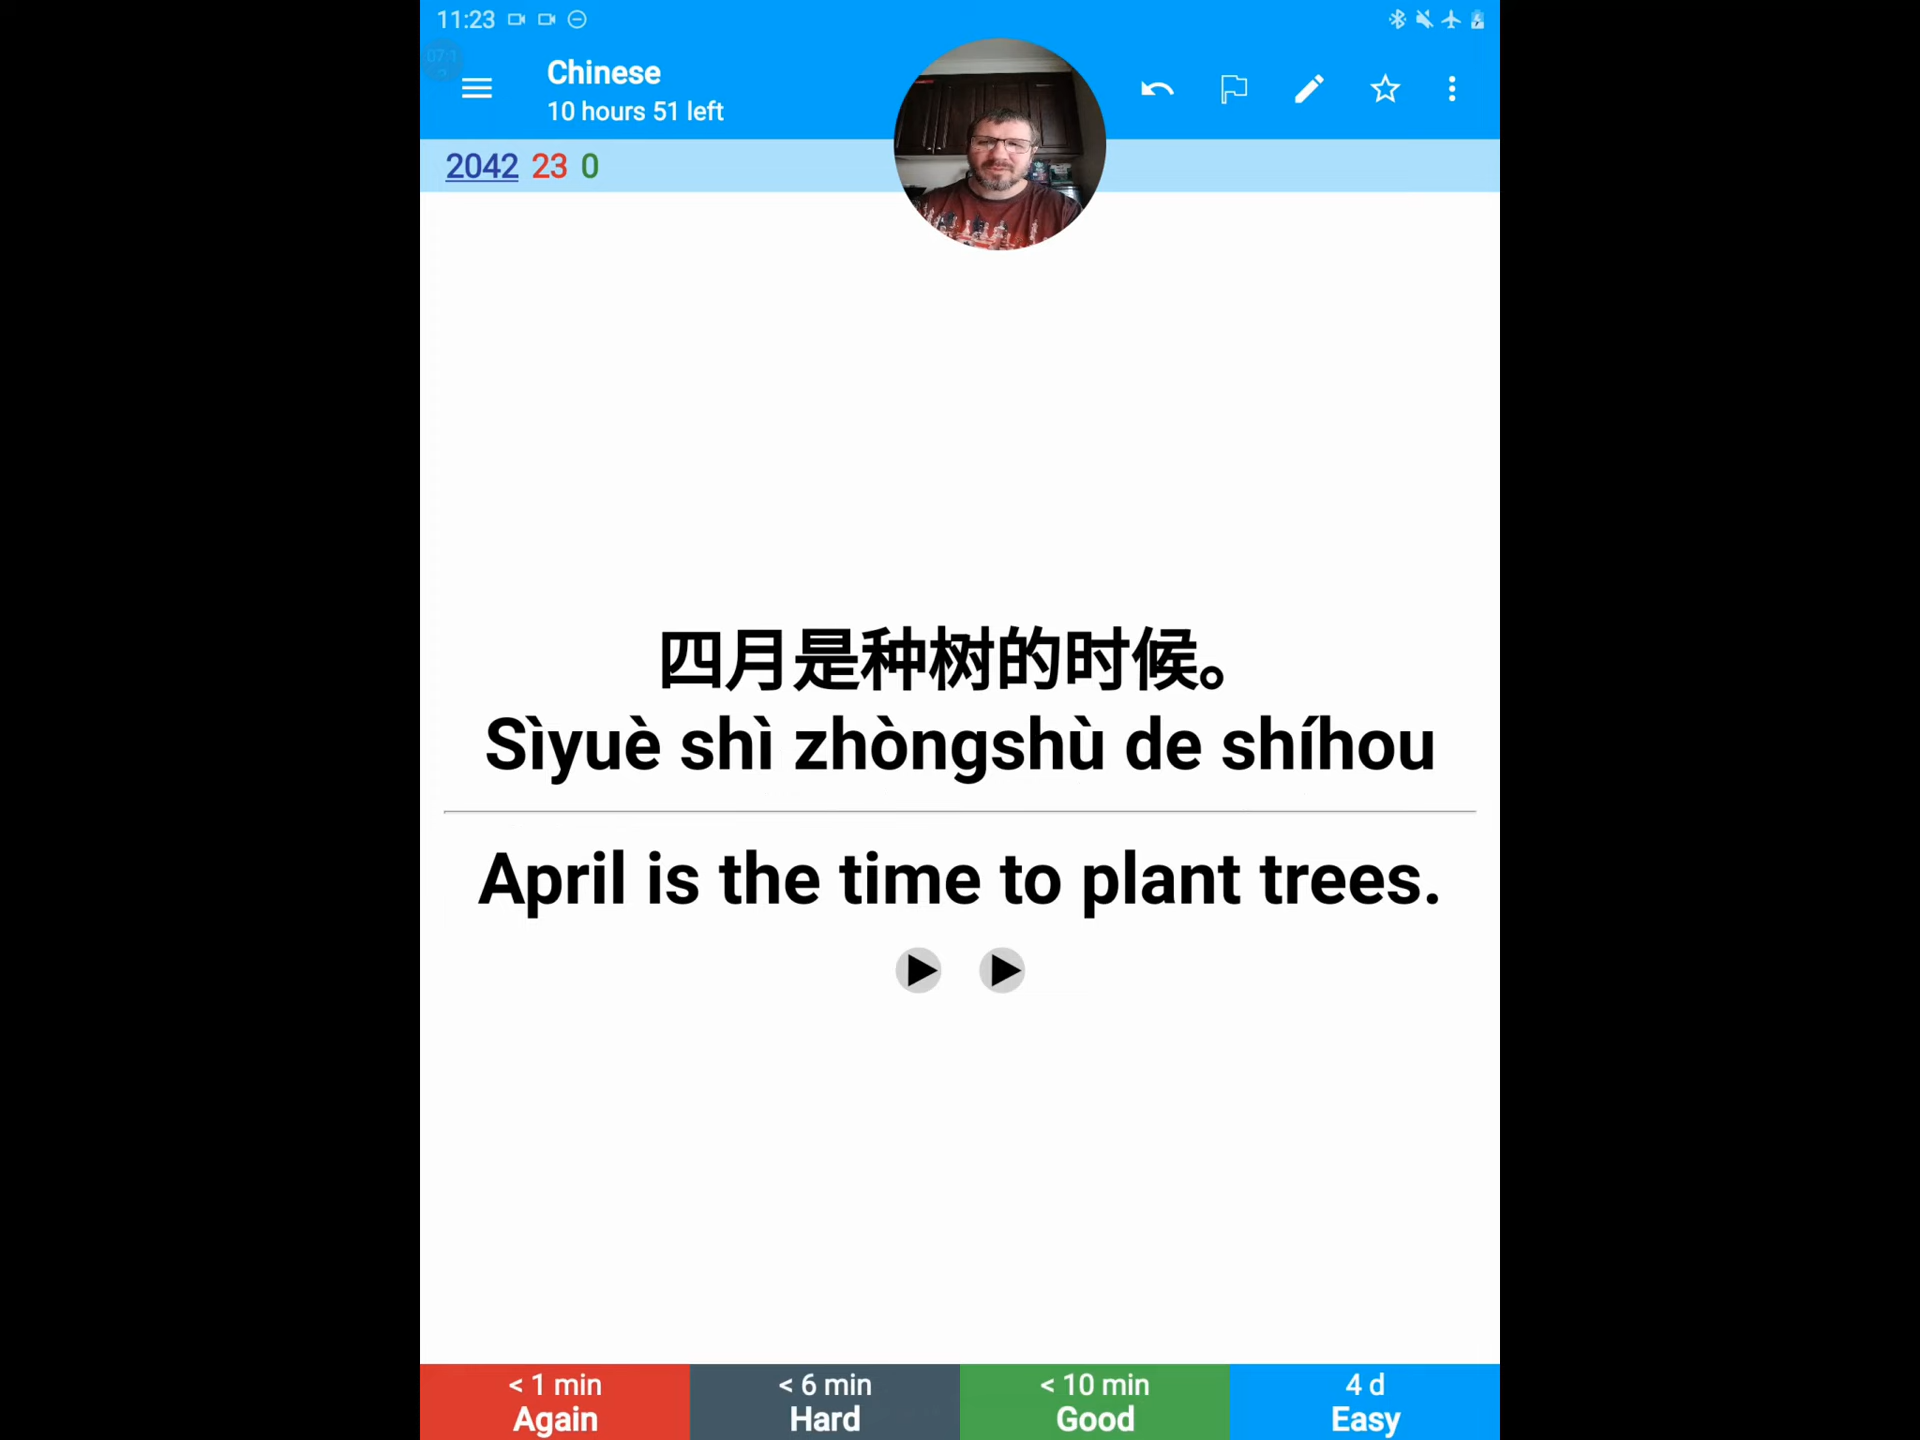 11:23
07:1
Chinese
10 hours 51 left
2042 23 0
四月是种树的时候。
Sìyuè shì zhòngshù de shíhou
April is the time to plant trees.
< 1 min
Again
< 6 min
Hard
< 10 min
Good
4 d
Easy